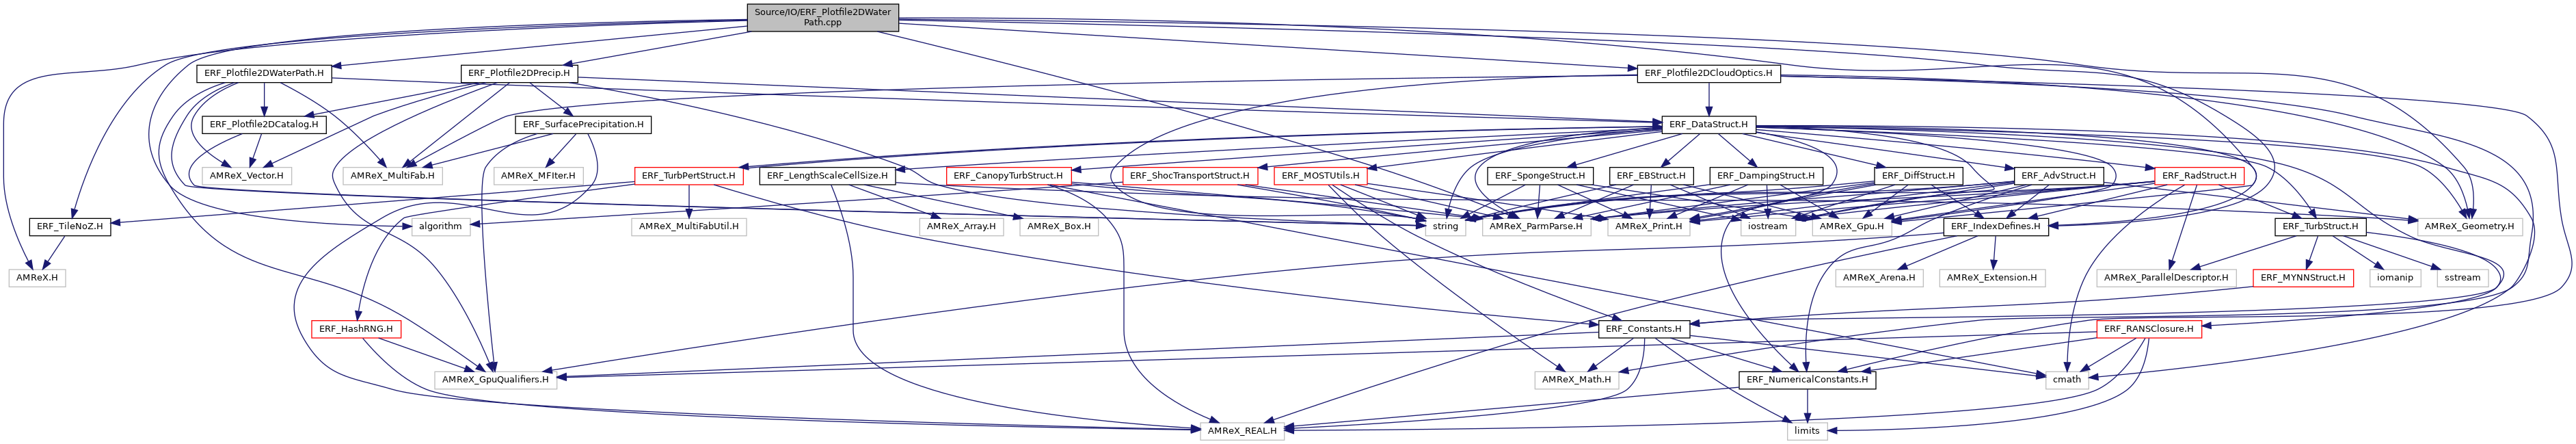 Source/IO/ERF_Plotfile2DWater
Path.cpp
ERF_Plotfile2DWaterPath.H
ERF_Plotfile2DPrecip.H
ERF_Plotfile2DCloudOptics.H
ERF_Plotfile2DCatalog.H
ERF_SurfacePrecipitation.H
ERF_DataStruct.H
AMReX_Vector.H
AMReX_MultiFab.H
AMReX_MFIter.H
ERF_TurbPertStruct.H
ERF_LengthScaleCellSize.H
ERF_CanopyTurbStruct.H
ERF_ShocTransportStruct.H
ERF_MOSTUtils.H
ERF_SpongeStruct.H
ERF_EBStruct.H
ERF_DampingStruct.H
ERF_DiffStruct.H
ERF_AdvStruct.H
ERF_RadStruct.H
ERF_TileNoZ.H
algorithm
AMReX_MultiFabUtil.H
AMReX_Array.H
AMReX_Box.H
string
AMReX_ParmParse.H
AMReX_Print.H
iostream
AMReX_Gpu.H
ERF_IndexDefines.H
ERF_TurbStruct.H
AMReX_Geometry.H
AMReX.H
AMReX_Arena.H
AMReX_Extension.H
AMReX_ParallelDescriptor.H
ERF_MYNNStruct.H
iomanip
sstream
ERF_HashRNG.H
ERF_Constants.H
ERF_RANSClosure.H
AMReX_GpuQualifiers.H
AMReX_Math.H
ERF_NumericalConstants.H
cmath
AMReX_REAL.H
limits